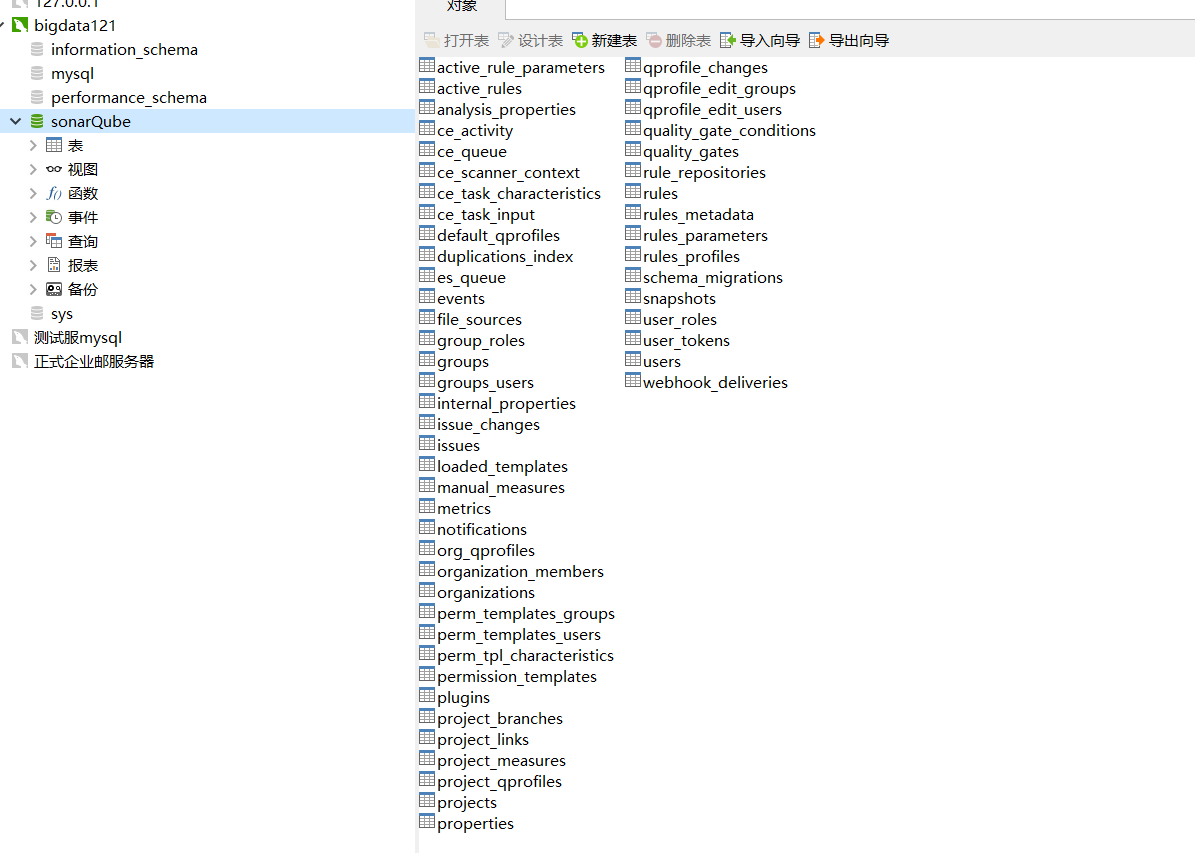 127.0.0.1
bigdata121
information_schema
mysql
performance_schema
sonarQube
表
视图
函数
事件
查询
报表
备份
sys
测试服mysql
正式企业邮服务器
对象
打开表 设计表 新建表 删除表 导入向导 导出向导
active_rule_parameters
active_rules
analysis_properties
ce_activity
ce_queue
ce_scanner_context
ce_task_characteristics
ce_task_input
default_qprofiles
duplications_index
es_queue
events
file_sources
group_roles
groups
groups_users
internal_properties
issue_changes
issues
loaded_templates
manual_measures
metrics
notifications
org_qprofiles
organization_members
organizations
perm_templates_groups
perm_templates_users
perm_tpl_characteristics
permission_templates
plugins
project_branches
project_links
project_measures
project_qprofiles
projects
properties
qprofile_changes
qprofile_edit_groups
qprofile_edit_users
quality_gate_conditions
quality_gates
rule_repositories
rules
rules_metadata
rules_parameters
rules_profiles
schema_migrations
snapshots
user_roles
user_tokens
users
webhook_deliveries